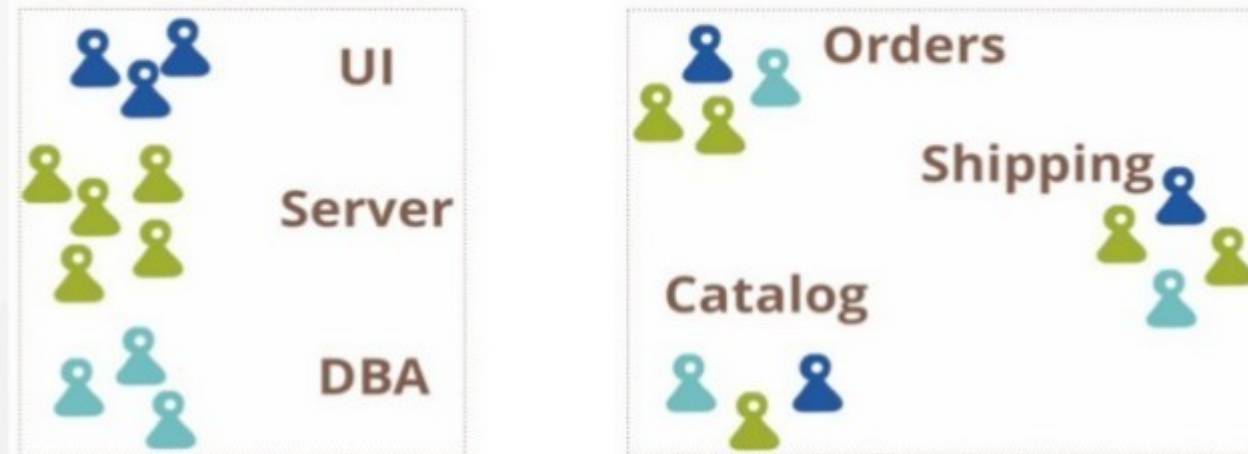 UI
Server
DBA
Orders
Shipping
Catalog